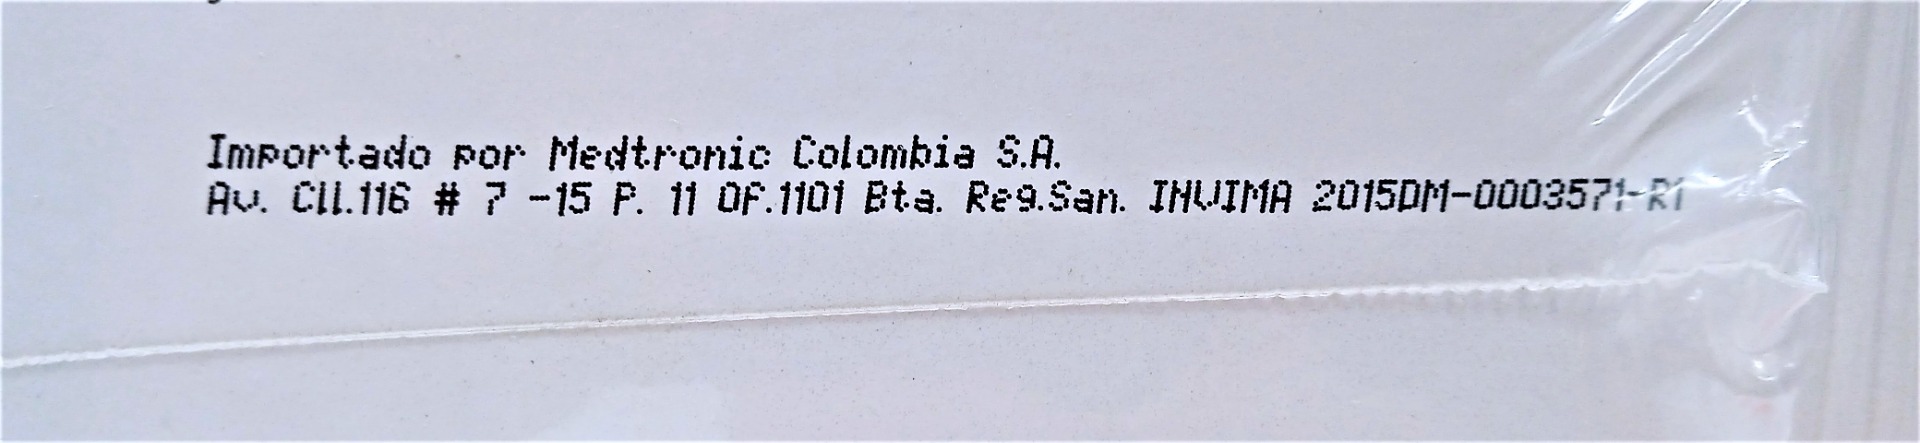 Importado por Medtronic Colombia S.A.
Av. Cll.116 # 7 -15 P. 11 OF.1101 Bta. Reg.San. INVIMA 2015DM-0003571-R1